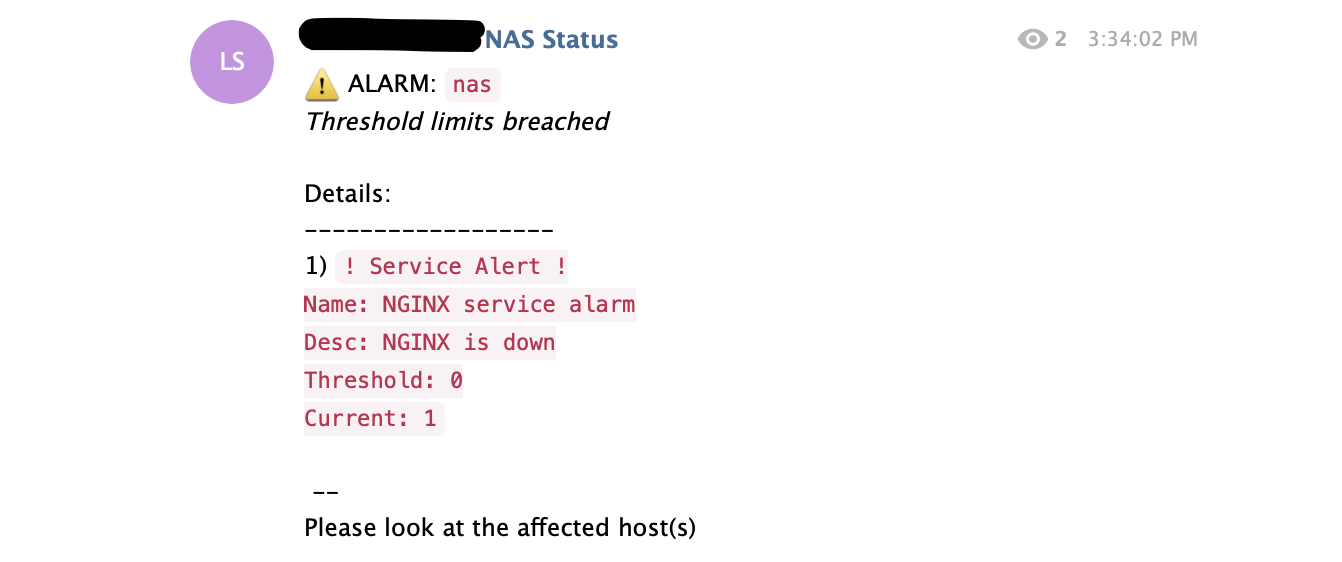 LS
NAS Status
2 3:34:02 PM
⚠️ ALARM: nas
Threshold limits breached
Details:
------------------
1) ! Service Alert !
Name: NGINX service alarm
Desc: NGINX is down
Threshold: 0
Current: 1
--
Please look at the affected host(s)